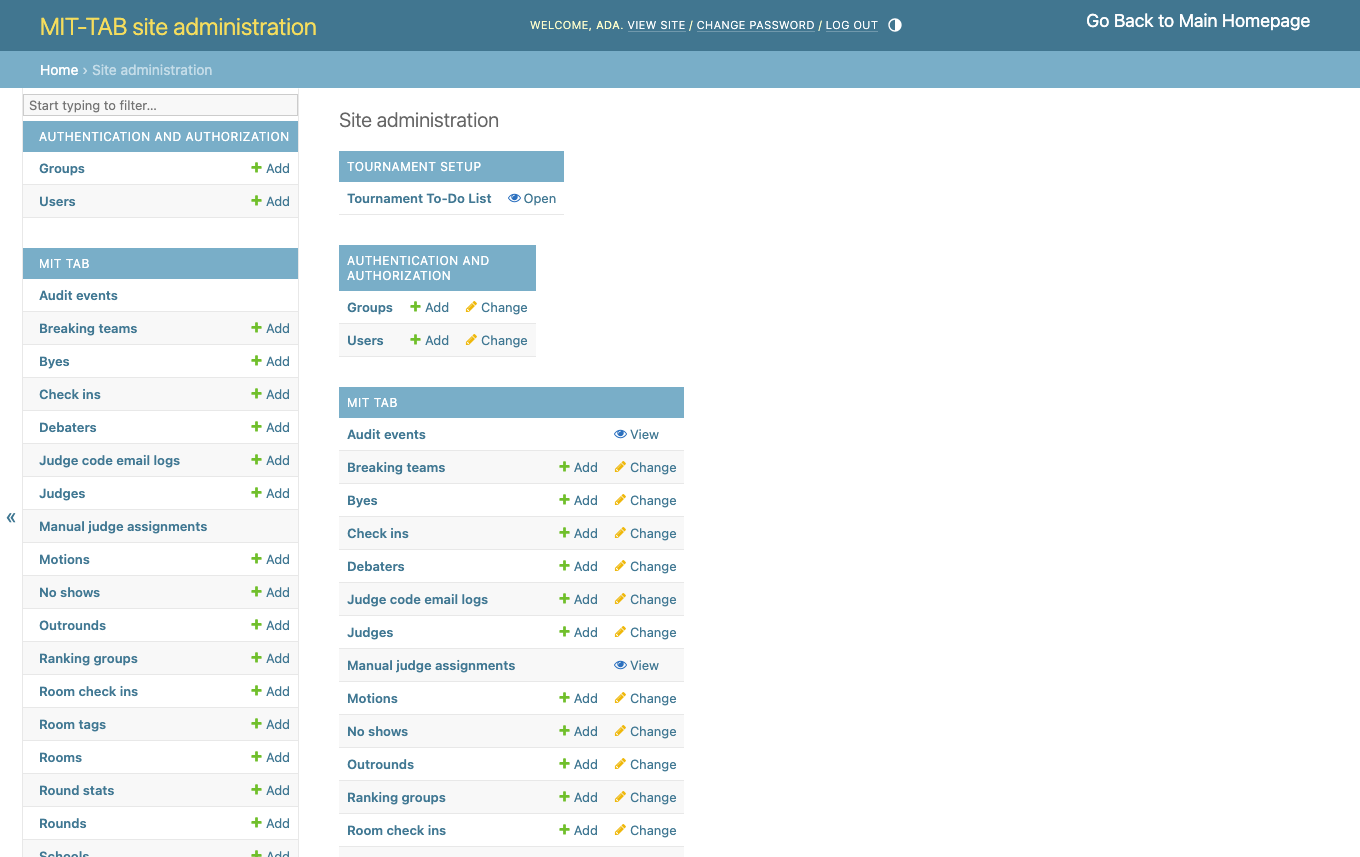 MIT-TAB site administration
WELCOME, ADA. VIEW SITE / CHANGE PASSWORD / LOG OUT
Go Back to Main Homepage
Home › Site administration
Start typing to filter...
AUTHENTICATION AND AUTHORIZATION
Groups Add
Users Add
MIT TAB
Audit events
Breaking teams Add
Byes Add
Check ins Add
Debaters Add
Judge code email logs Add
Judges Add
Manual judge assignments
Motions Add
No shows Add
Outrounds Add
Ranking groups Add
Room check ins Add
Room tags Add
Rooms Add
Round stats Add
Rounds Add
Schools Add
«
Site administration
TOURNAMENT SETUP
Tournament To-Do List Open
AUTHENTICATION AND
AUTHORIZATION
Groups Add Change
Users Add Change
MIT TAB
Audit events View
Breaking teams Add Change
Byes Add Change
Check ins Add Change
Debaters Add Change
Judge code email logs Add Change
Judges Add Change
Manual judge assignments View
Motions Add Change
No shows Add Change
Outrounds Add Change
Ranking groups Add Change
Room check ins Add Change